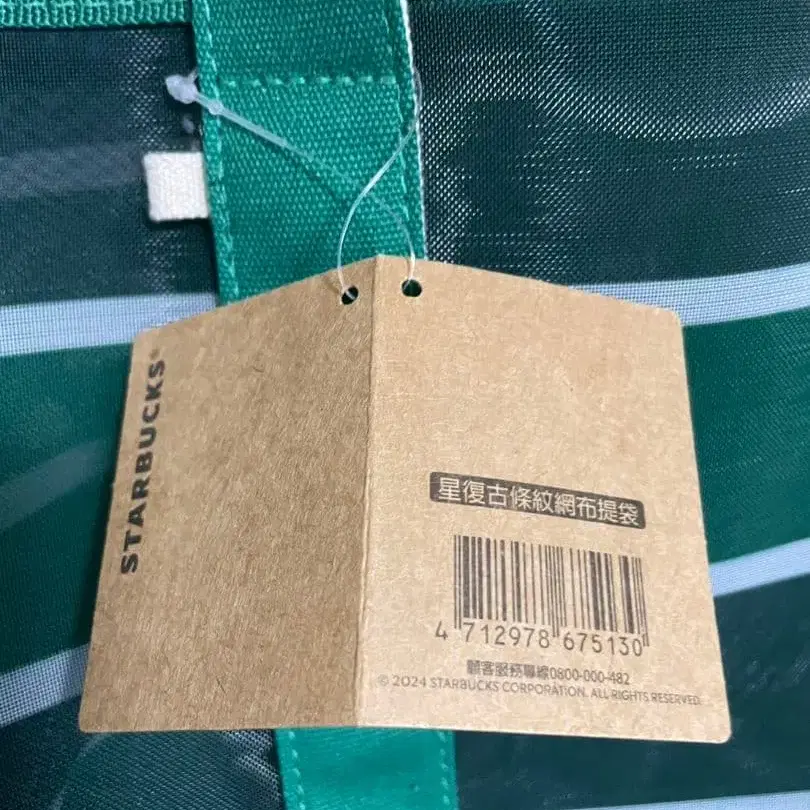 STARBUCKS®
星復古條紋網布提袋
4 712978 675130
顧客服務專線0800-000-482
© 2024 STARBUCKS CORPORATION. ALL RIGHTS RESERVED.